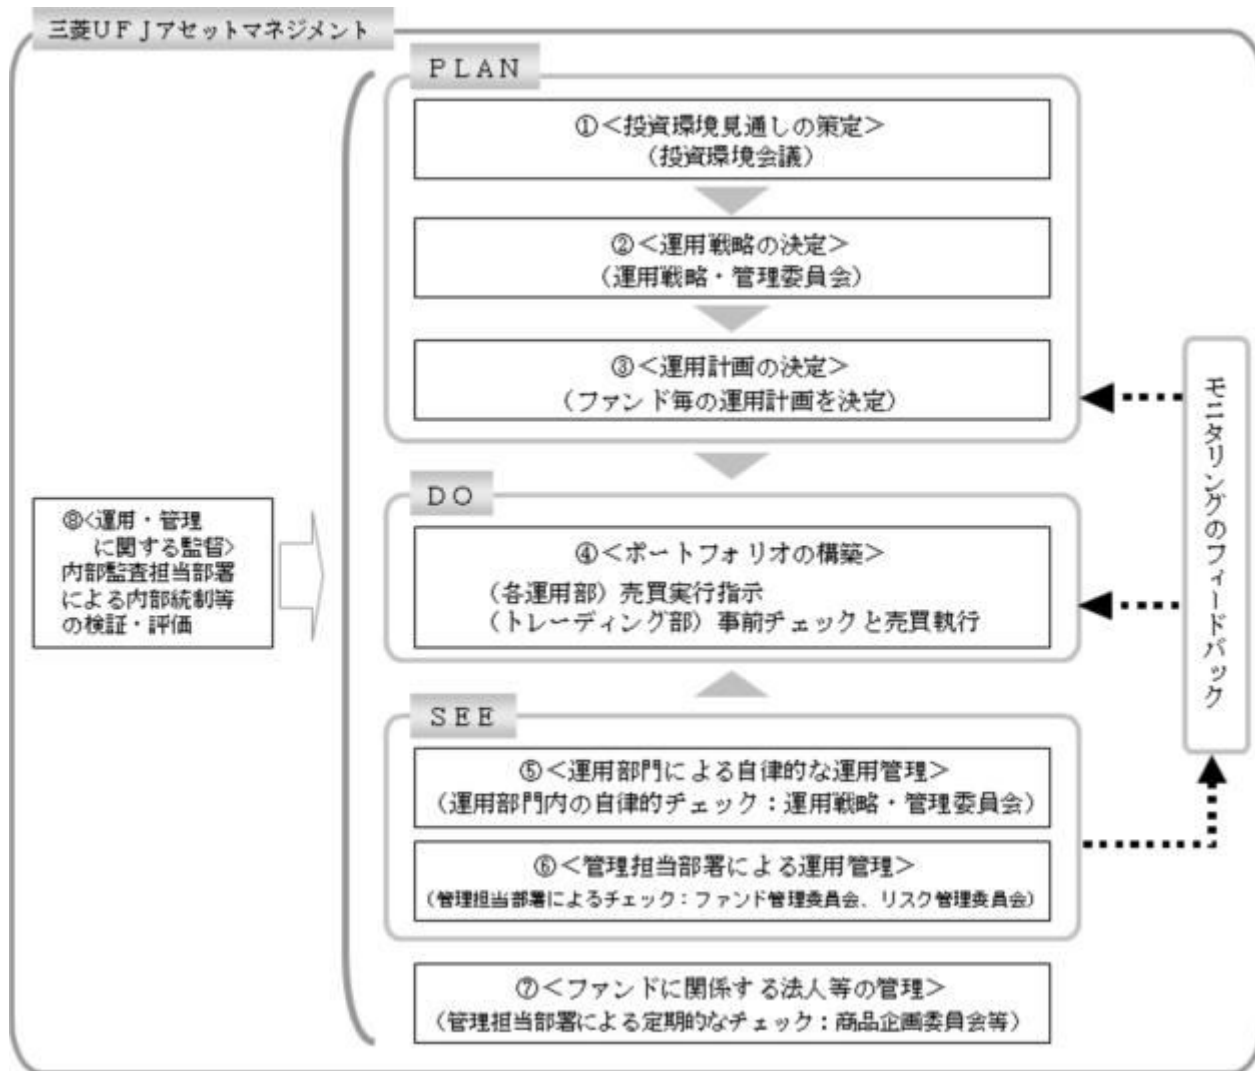 三菱UFJアセットマネジメント
PLAN
①<投資環境見通しの策定>
(投資環境会議)
②<運用戦略の決定>
(運用戦略・管理委員会)
③<運用計画の決定>
(ファンド毎の運用計画を決定)
DO
④<ポートフォリオの構築>
(各運用部)売買実行指示
(トレーディング部)事前チェックと売買執行
SEE
⑤<運用部門による自律的な運用管理>
(運用部門内の自律的チェック:運用戦略・管理委員会)
⑥<管理担当部署による運用管理>
(管理担当部署によるチェック:ファンド管理委員会、リスク管理委員会)
⑦<ファンドに関係する法人等の管理>
(管理担当部署による定期的なチェック:商品企画委員会等)
⑧<運用・管理
に関する監督>
内部監査担当部署
による内部統制等
の検証・評価
モニタリングのフィードバック